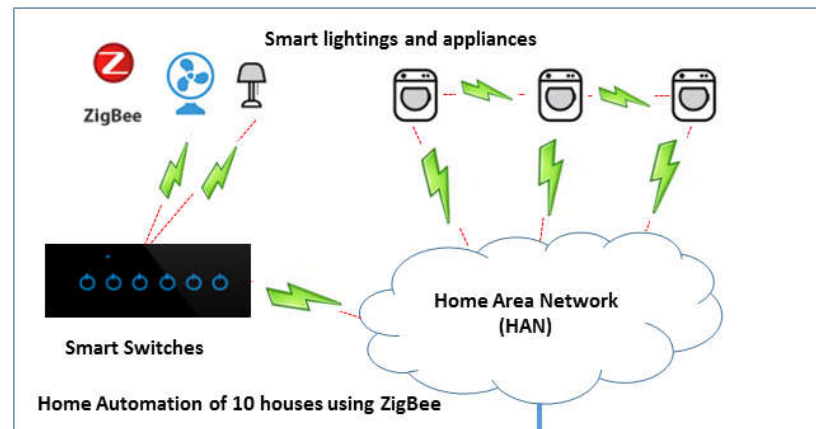 Smart lightings and appliances
Z
ZigBee
Home Area Network
(HAN)
Smart Switches
Home Automation of 10 houses using ZigBee